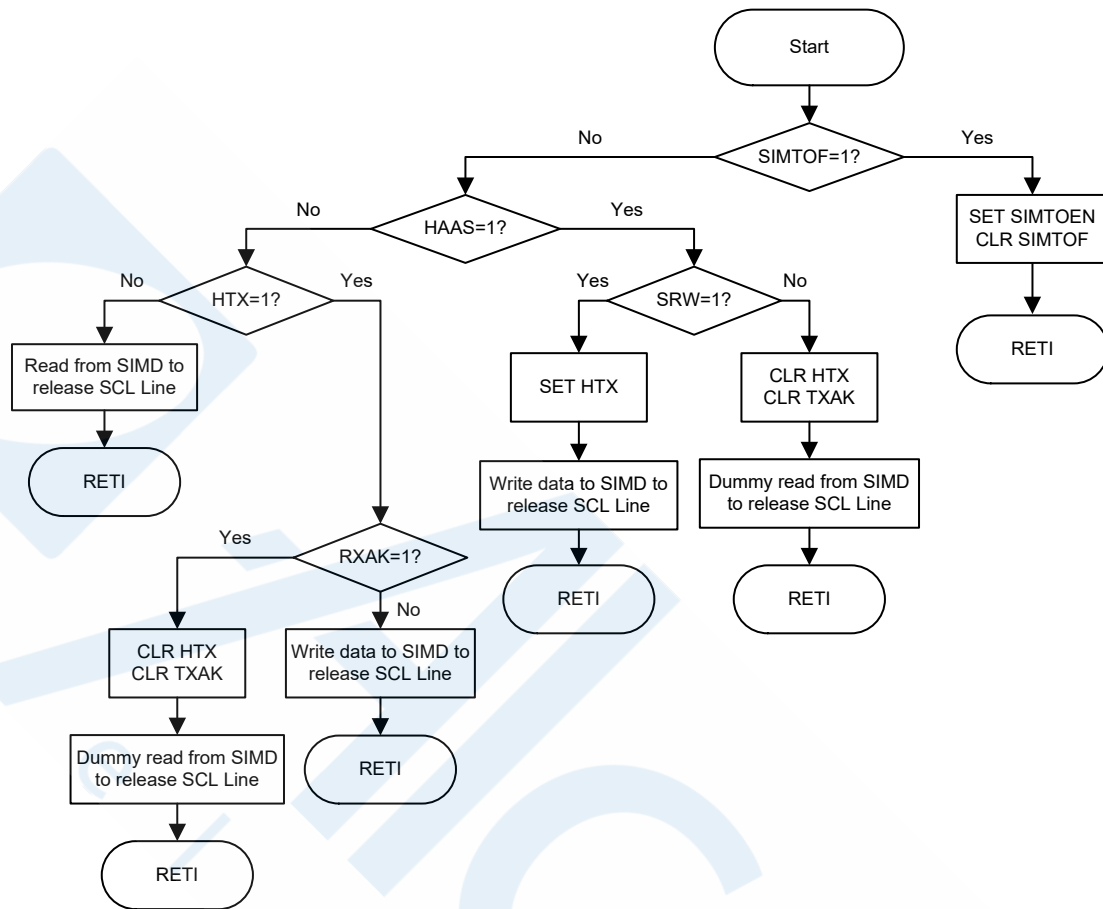 Start
No
SIMTOF=1?
Yes
No
HAAS=1?
Yes
SET SIMTOEN
CLR SIMTOF
No
HTX=1?
Yes
Yes
SRW=1?
No
RETI
Read from SIMD to
release SCL Line
SET HTX
CLR HTX
CLR TXAK
RETI
Write data to SIMD to
release SCL Line
Dummy read from SIMD
to release SCL Line
Yes
RXAK=1?
No
RETI
RETI
CLR HTX
CLR TXAK
Write data to SIMD to
release SCL Line
Dummy read from SIMD
to release SCL Line
RETI
RETI